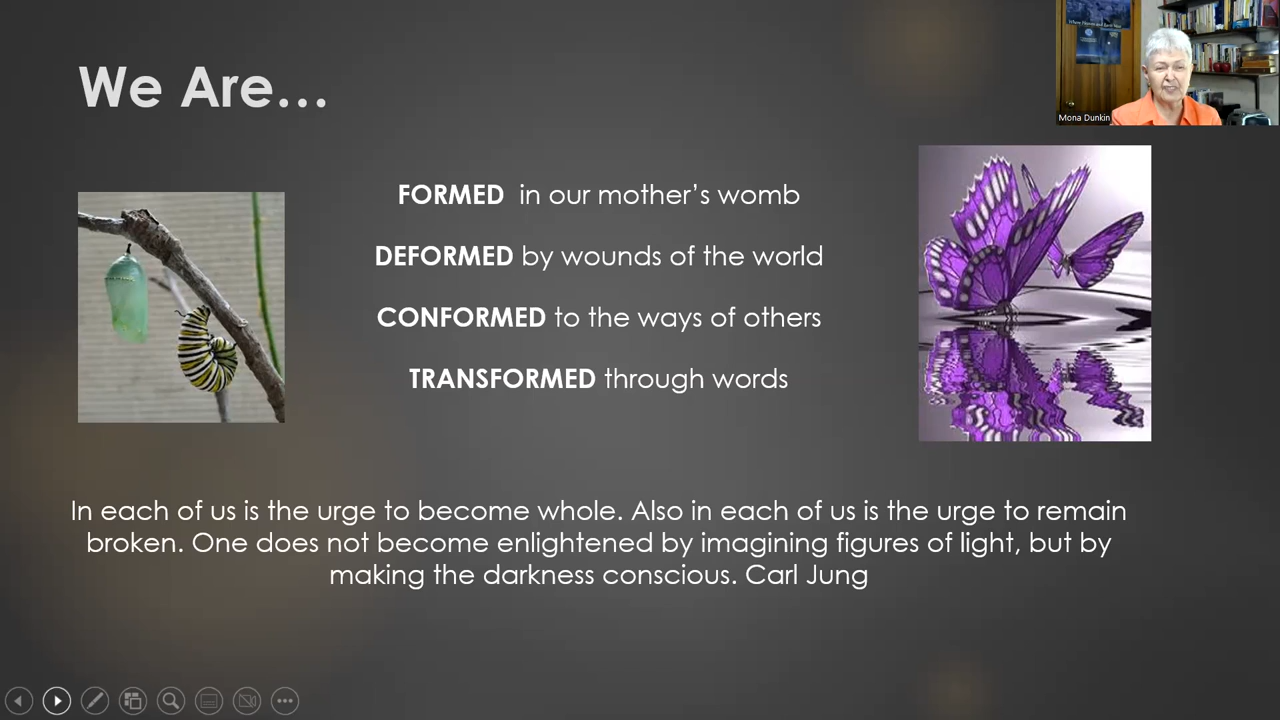 We Are...
Mona Dunkin
FORMED in our mother's womb
DEFORMED by wounds of the world
CONFORMED to the ways of others
TRANSFORMED through words
In each of us is the urge to become whole. Also in each of us is the urge to remain
broken. One does not become enlightened by imagining figures of light, but by
making the darkness conscious. Carl Jung